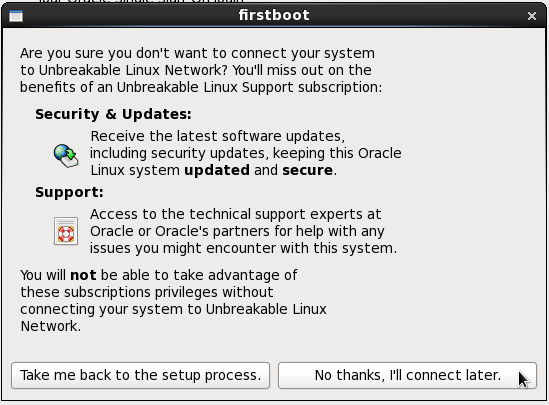 firstboot
Are you sure you don't want to connect your system
to Unbreakable Linux Network? You'll miss out on the
benefits of an Unbreakable Linux Support subscription:
Security & Updates:
Receive the latest software updates,
including security updates, keeping this Oracle
Linux system updated and secure.
Support:
Access to the technical support experts at
Oracle or Oracle's partners for help with any
issues you might encounter with this system.
You will not be able to take advantage of
these subscriptions privileges without
connecting your system to Unbreakable Linux
Network.
Take me back to the setup process.
No thanks, I'll connect later.